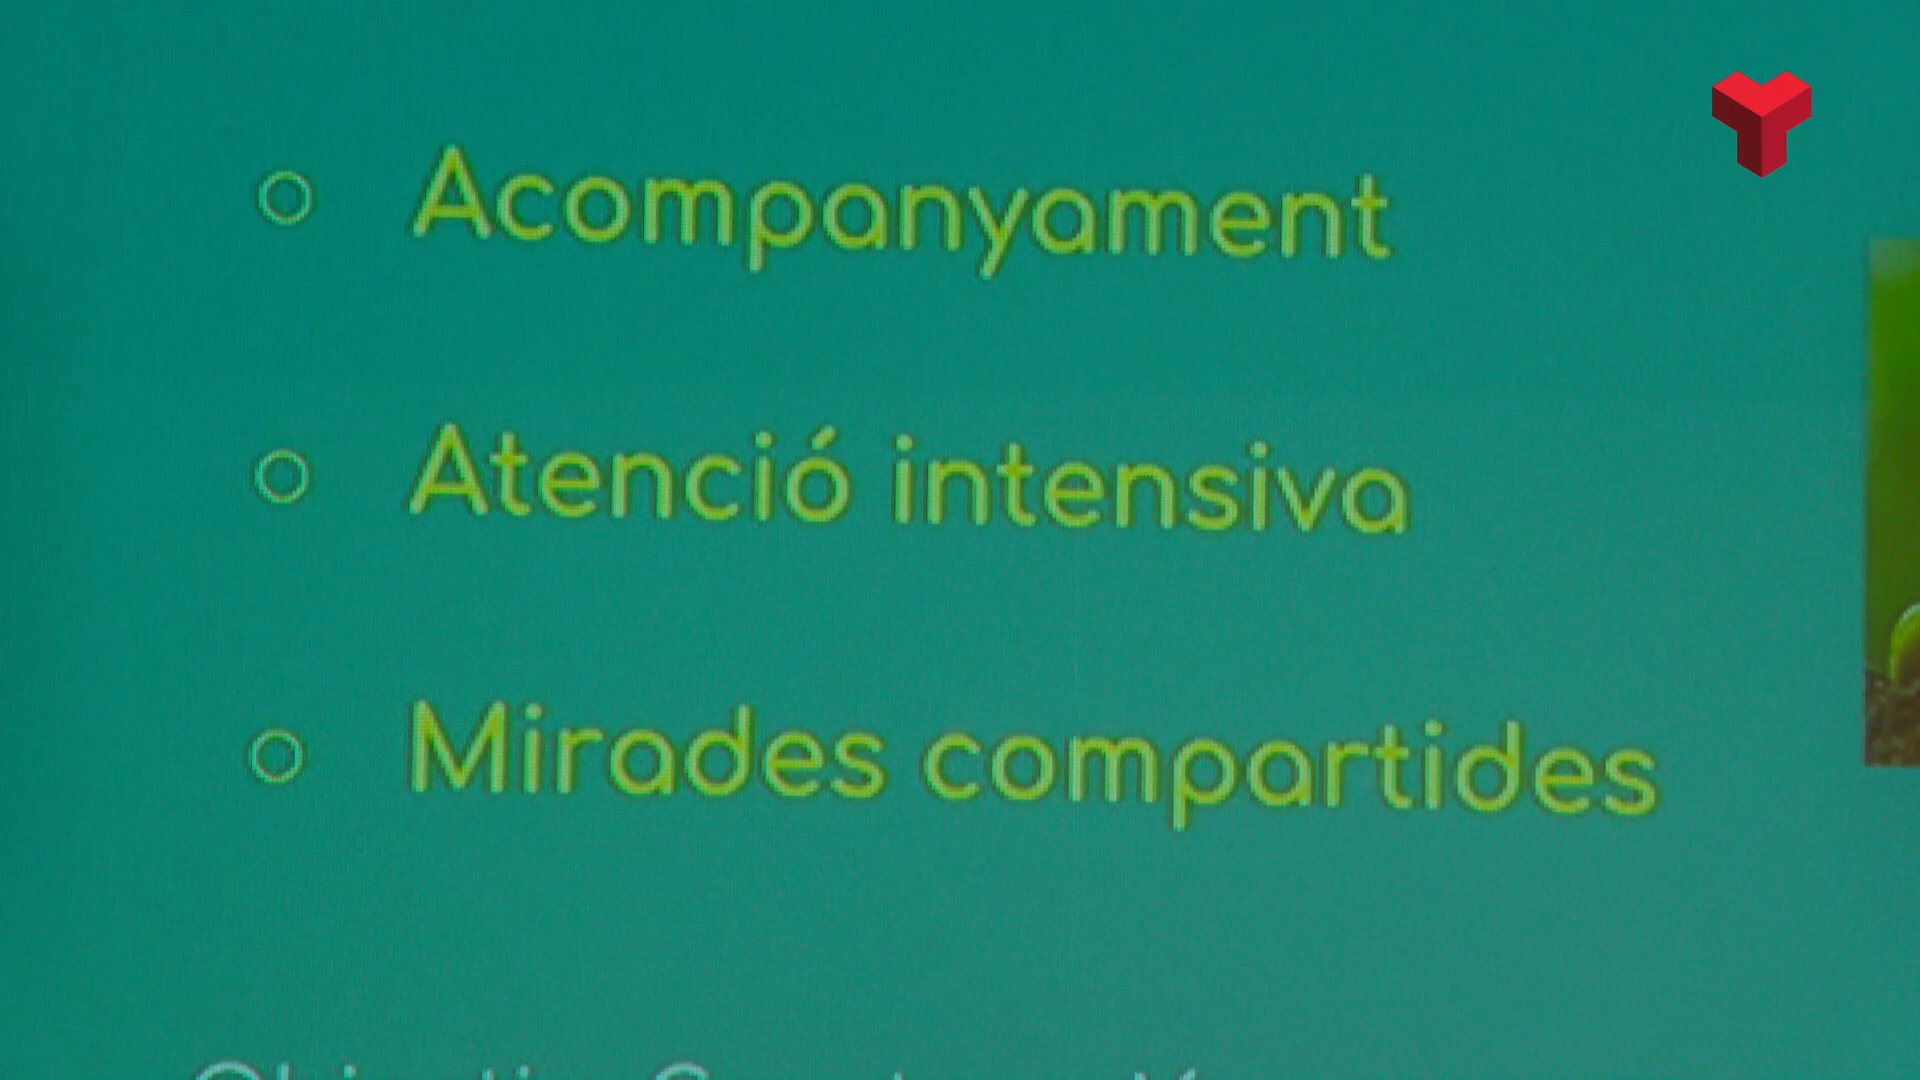 Acompanyament
Atenció intensiva
Mirades compartides